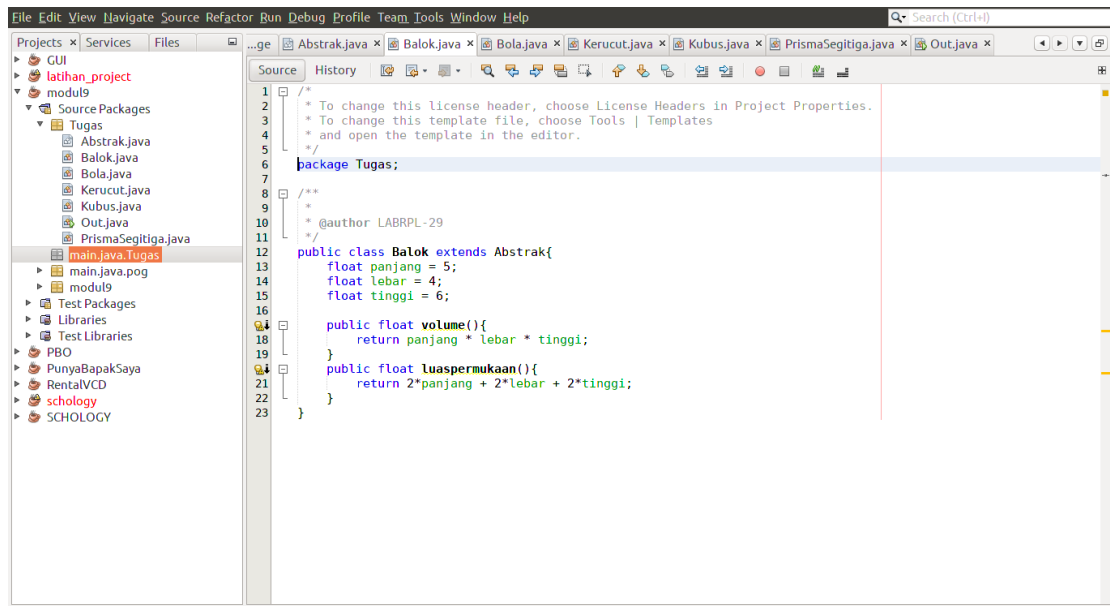 File Edit View Navigate Source Refactor Run Debug Profile Team Tools Window Help
Search (Ctrl+I)
Projects × Services Files
...ge Abstrak.java × Balok.java × Bola.java × Kerucut.java × Kubus.java × PrismaSegitiga.java × Out.java ×
Source History
GUI
latihan_project
modul9
Source Packages
Tugas
Abstrak.java
Balok.java
Bola.java
Kerucut.java
Kubus.java
Out.java
PrismaSegitiga.java
main.java.Tugas
main.java.pog
modul9
Test Packages
Libraries
Test Libraries
PBO
PunyaBapakSaya
RentalVCD
schology
SCHOLOGY
1 /*
2 * To change this license header, choose License Headers in Project Properties.
3 * To change this template file, choose Tools | Templates
4 * and open the template in the editor.
5 */
6 package Tugas;
7
8 /**
9 *
10 * @author LABRPL-29
11 */
12 public class Balok extends Abstrak{
13 float panjang = 5;
14 float lebar = 4;
15 float tinggi = 6;
16
public float volume(){
18 return panjang * lebar * tinggi;
19 }
public float luaspermukaan(){
21 return 2*panjang + 2*lebar + 2*tinggi;
22 }
23 }